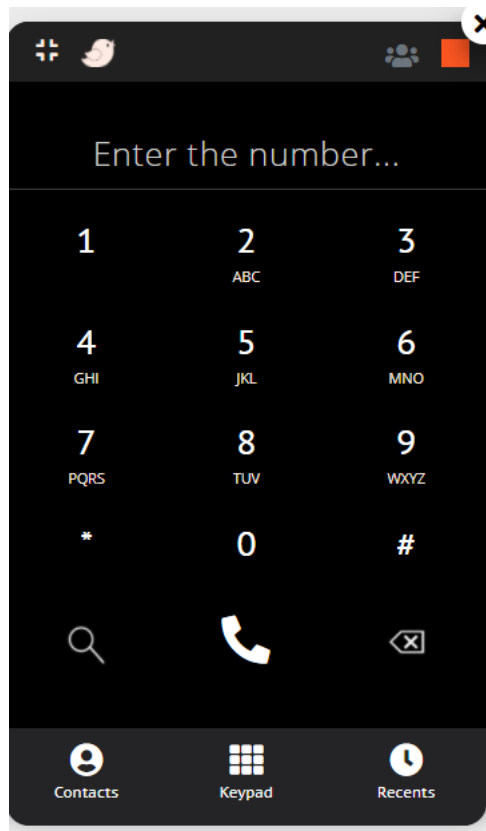 Enter the number...
1 2 3
ABC DEF
4 5 6
GHI JKL MNO
7 8 9
PQRS TUV WXYZ
* 0 #
Contacts Keypad Recents